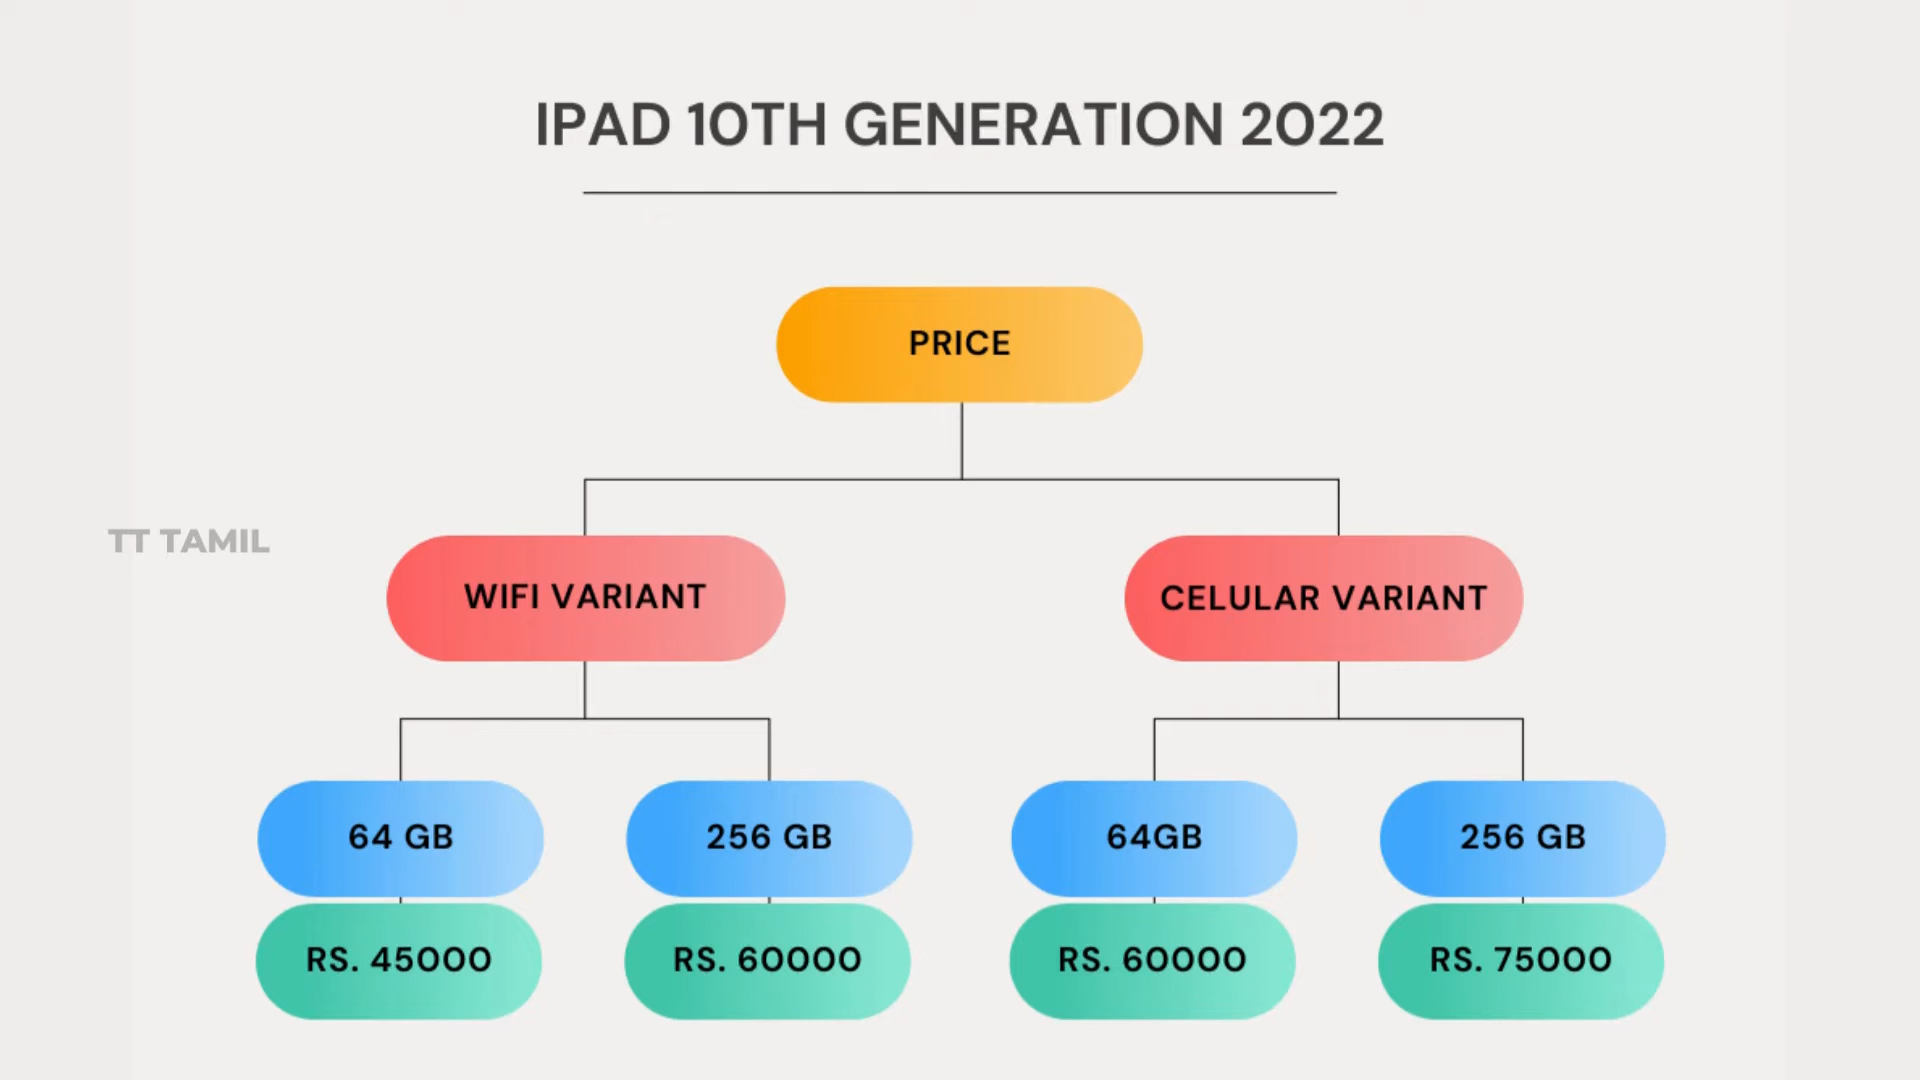 IPAD 10TH GENERATION 2022
PRICE
TT TAMIL
WIFI VARIANT
CELULAR VARIANT
64 GB
256 GB
64GB
256 GB
RS. 45000
RS. 60000
RS. 60000
RS. 75000